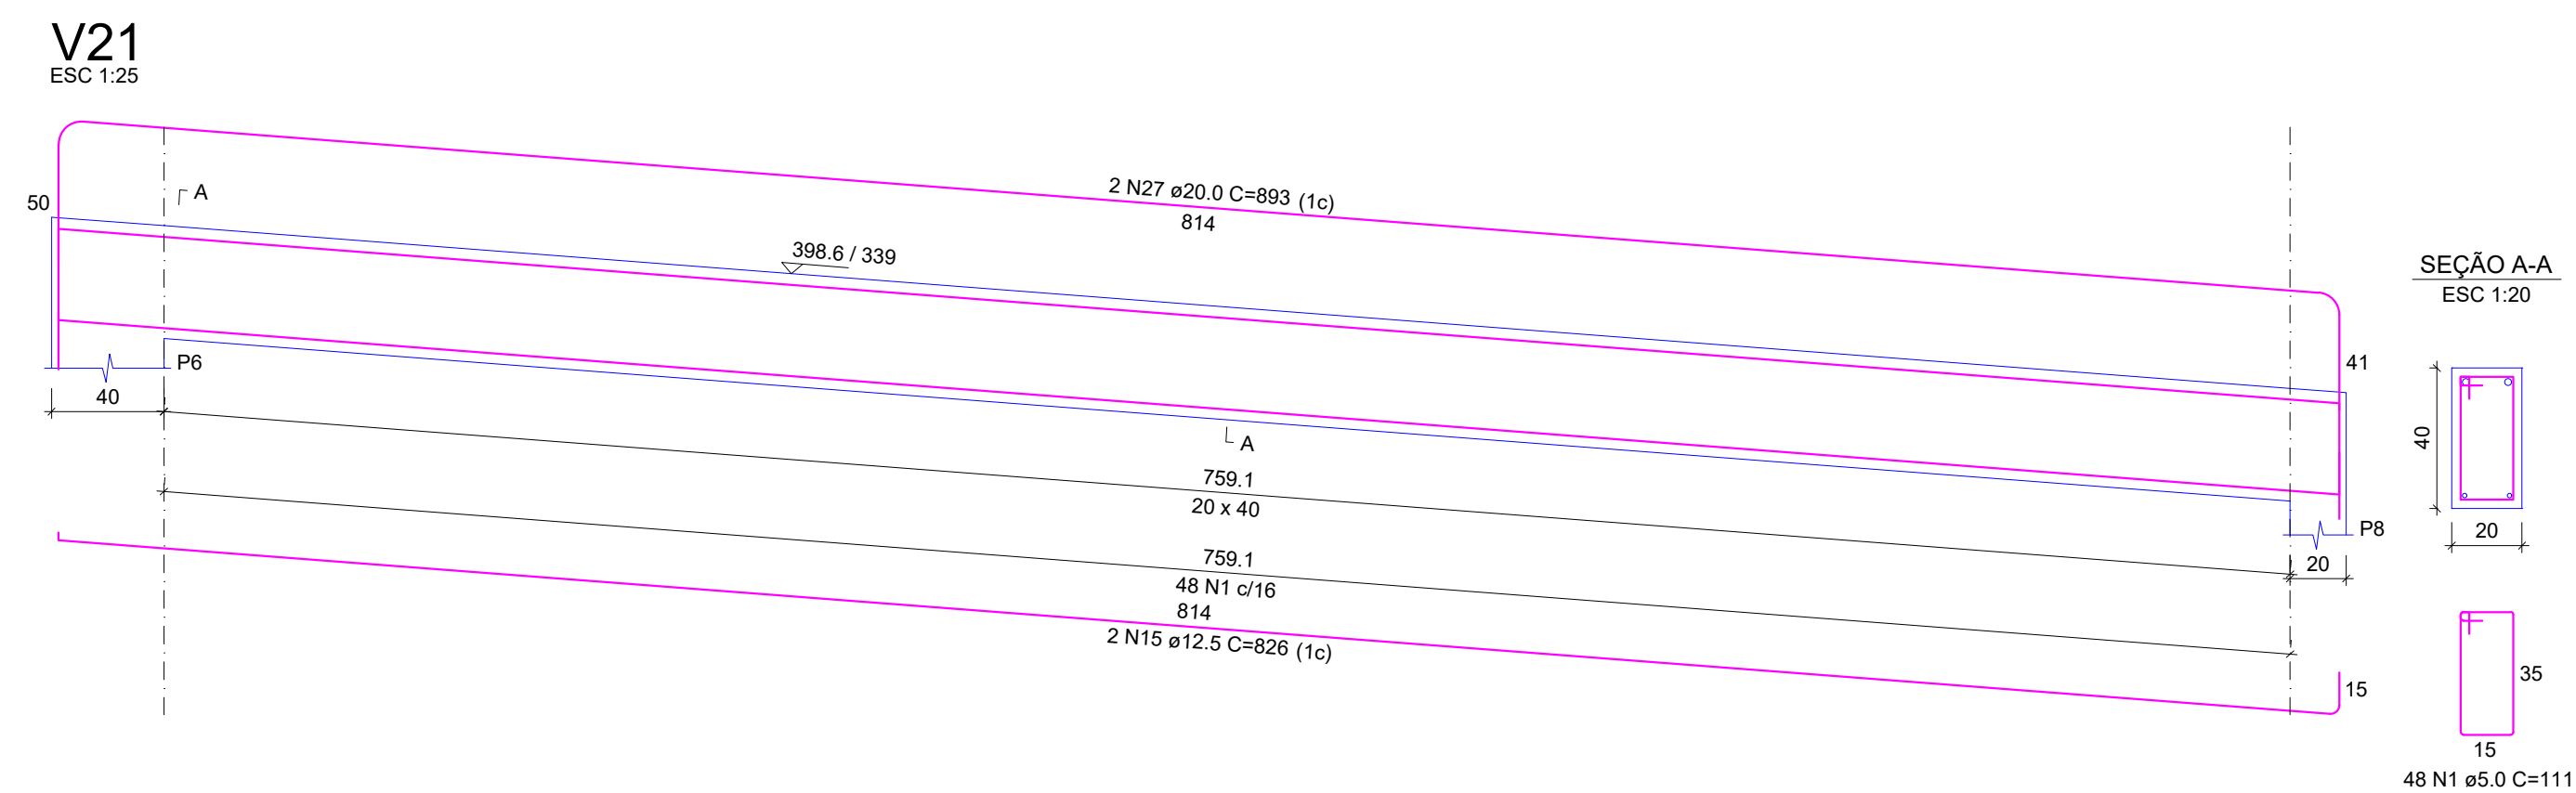 V21
ESC 1:25
50
A
2 N27 ø20.0 C=893 (1c)
814
398.6 / 339
SEÇÃO A-A
ESC 1:20
P6
41
40
A
40
759.1
20 x 40
P8
20
20
759.1
48 N1 c/16
814
2 N15 ø12.5 C=826 (1c)
15
35
15
48 N1 ø5.0 C=111